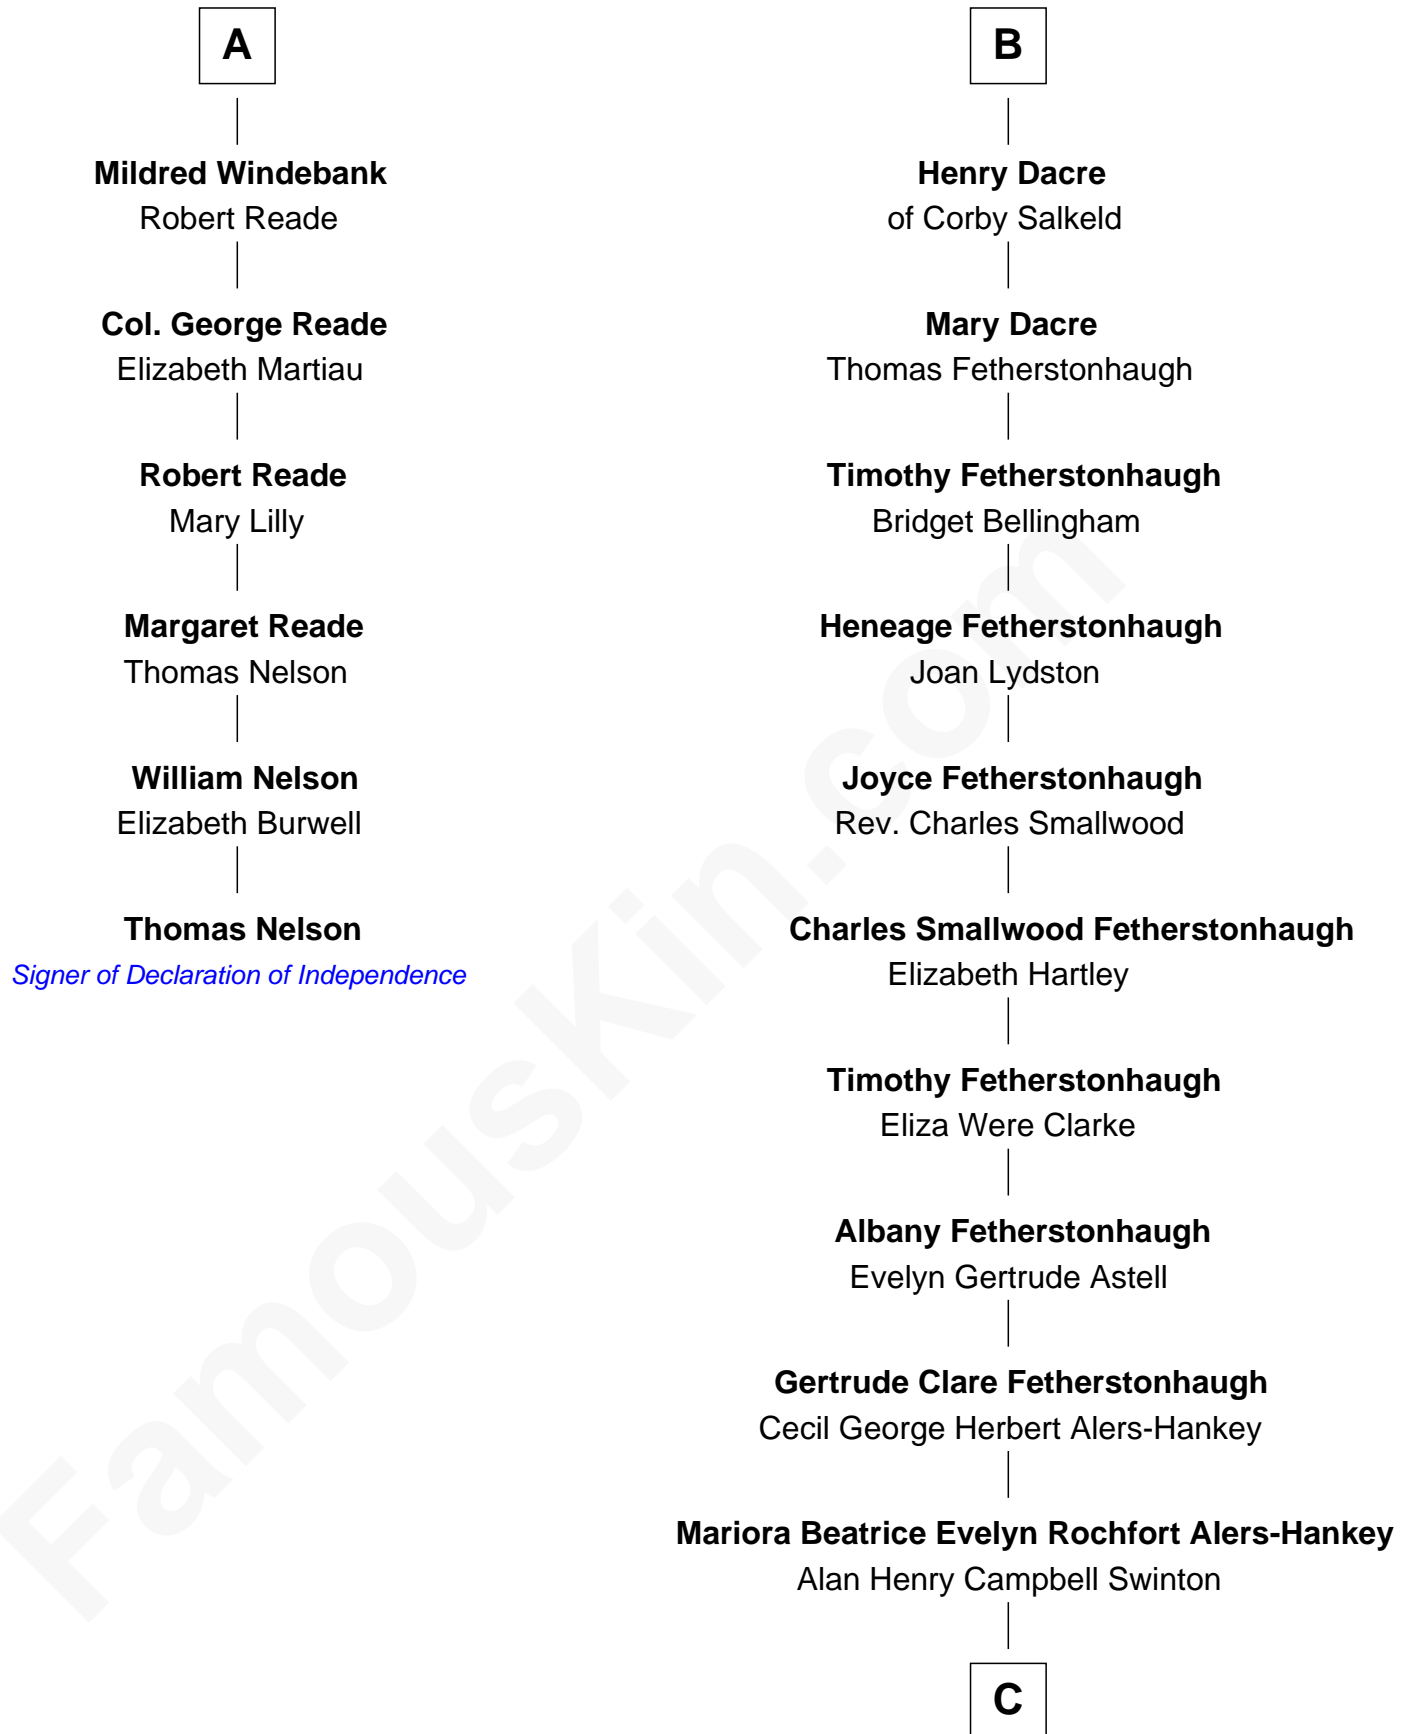 A
Mildred Windebank
Robert Reade
Col. George Reade
Elizabeth Martiau
Robert Reade
Mary Lilly
Margaret Reade
Thomas Nelson
William Nelson
Elizabeth Burwell
Thomas Nelson
Signer of Declaration of Independence
B
Henry Dacre
of Corby Salkeld
Mary Dacre
Thomas Fetherstonhaugh
Timothy Fetherstonhaugh
Bridget Bellingham
Heneage Fetherstonhaugh
Joan Lydston
Joyce Fetherstonhaugh
Rev. Charles Smallwood
Charles Smallwood Fetherstonhaugh
Elizabeth Hartley
Timothy Fetherstonhaugh
Eliza Were Clarke
Albany Fetherstonhaugh
Evelyn Gertrude Astell
Gertrude Clare Fetherstonhaugh
Cecil George Herbert Alers-Hankey
Mariora Beatrice Evelyn Rochfort Alers-Hankey
Alan Henry Campbell Swinton
C
FamousKin.com